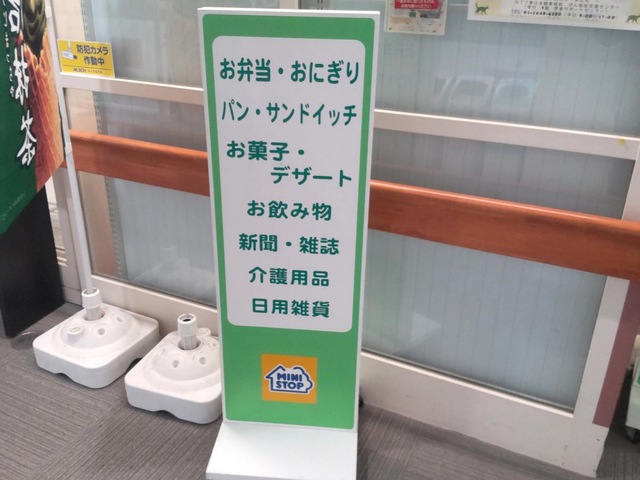 お弁当・おにぎり
パン・サンドイッチ
お菓子・
デザート
お飲み物
新聞・雑誌
介護用品
日用雑貨
MINI
STOP
防犯カメラ
作動中
ALSOK